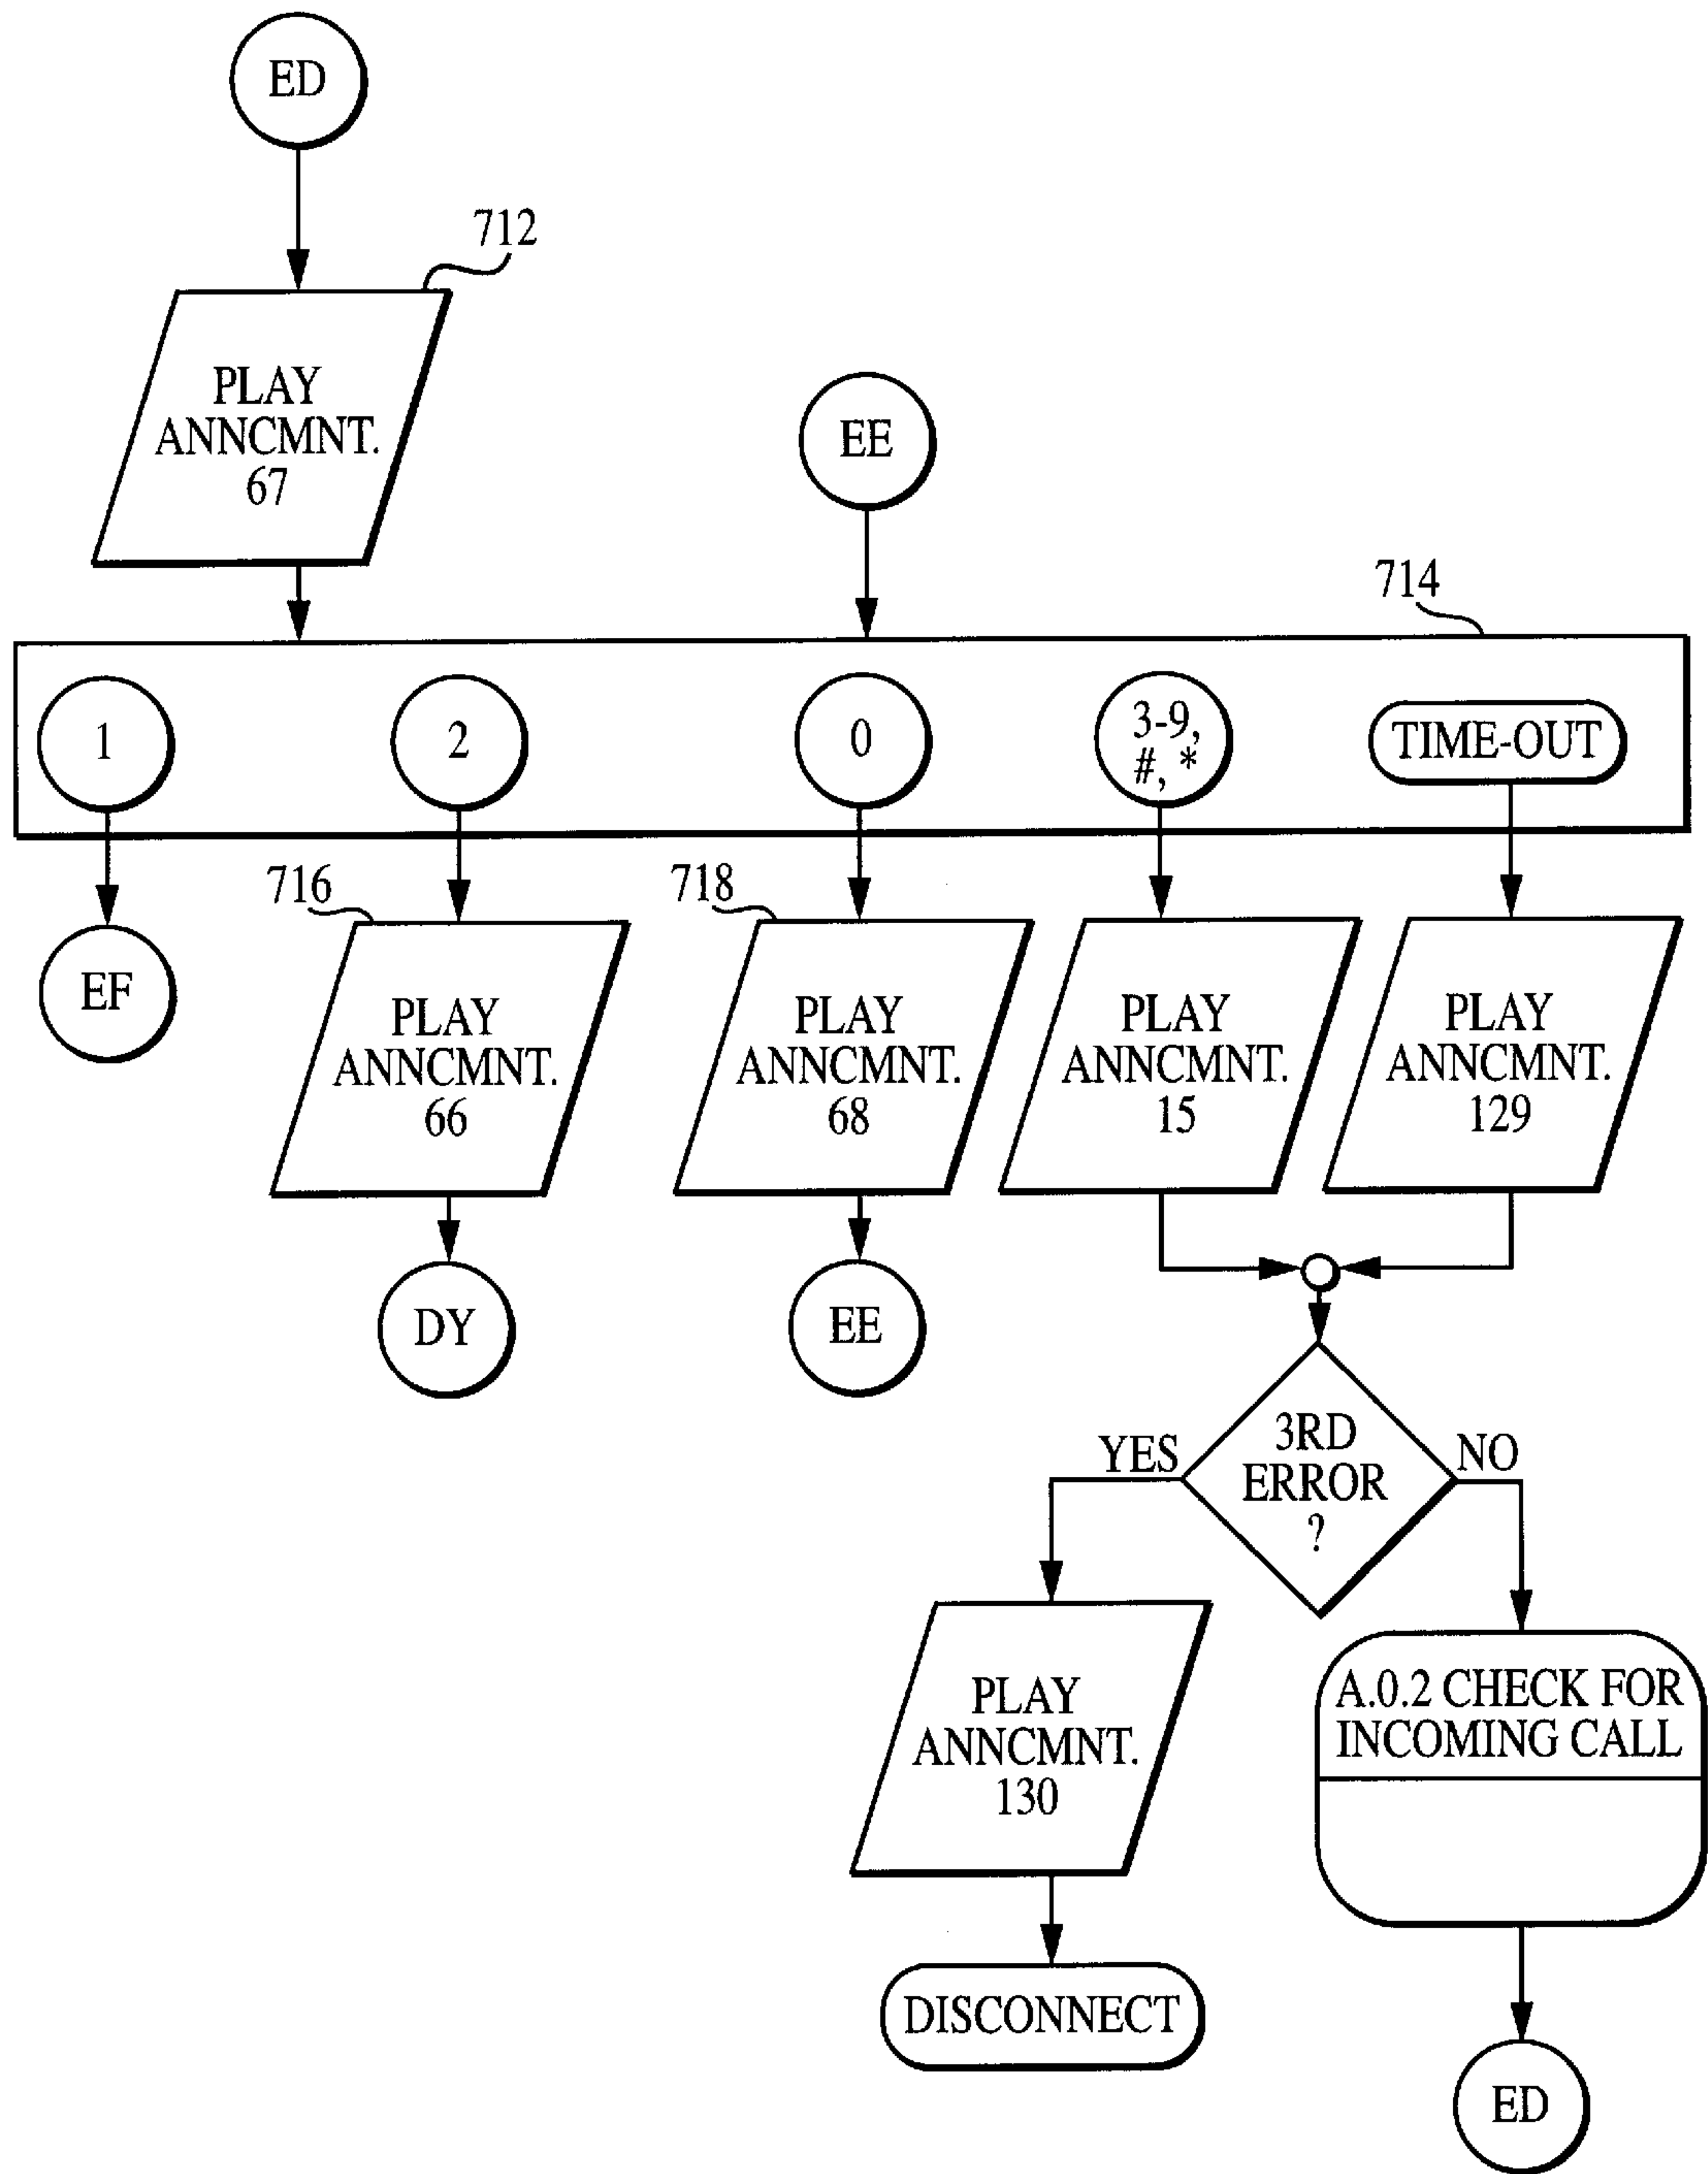 ED
712
PLAY
ANNCMNT.
67
EE
714
1
2
0
3-9,
#, *
TIME-OUT
716
718
EF
PLAY
ANNCMNT.
66
PLAY
ANNCMNT.
68
PLAY
ANNCMNT.
15
PLAY
ANNCMNT.
129
DY
EE
YES
3RD
ERROR
?
NO
PLAY
ANNCMNT.
130
A.0.2 CHECK FOR
INCOMING CALL
DISCONNECT
ED